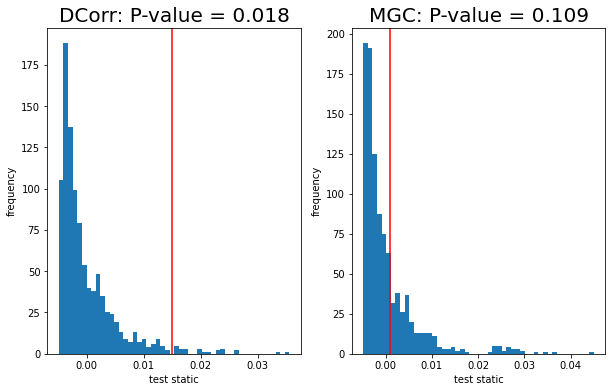 DCorr: P-value = 0.018
175
150
125
100
75
50
25
0
frequency
0.00 0.01 0.02 0.03
test static
MGC: P-value = 0.109
200
175
150
125
100
75
50
25
0
frequency
0.00 0.01 0.02 0.03 0.04
test static